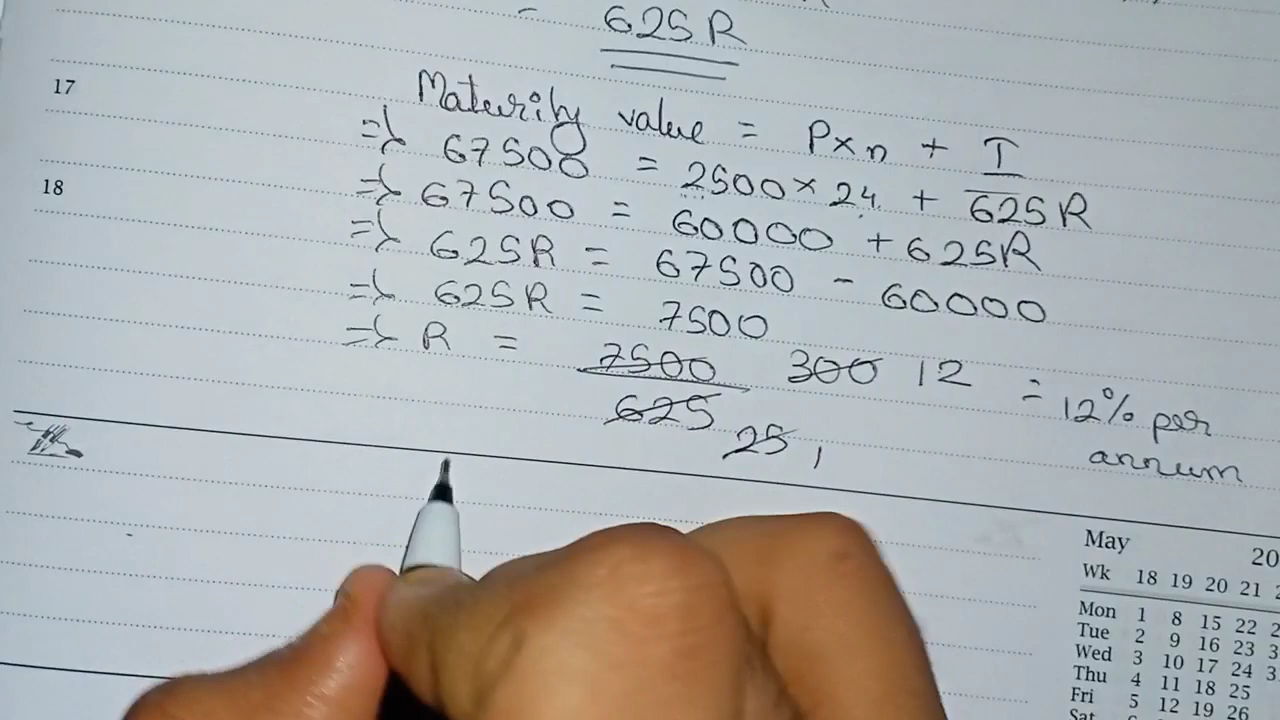 = 625R
17
Maturity value = P×n + I
⇒ 67500 = 2500×24 + 625R
18
⇒ 67500 = 60000 + 625R
⇒ 625R = 67500 - 60000
⇒ 625R = 7500
⇒ R = 7500 300 12 = 12% per
625 25 1 annum
May 20
Wk 18 19 20 21
Mon 1 8 15 22
Tue 2 9 16 23
Wed 3 10 17 24
Thu 4 11 18 25
Fri 5 12 19 26
Sat